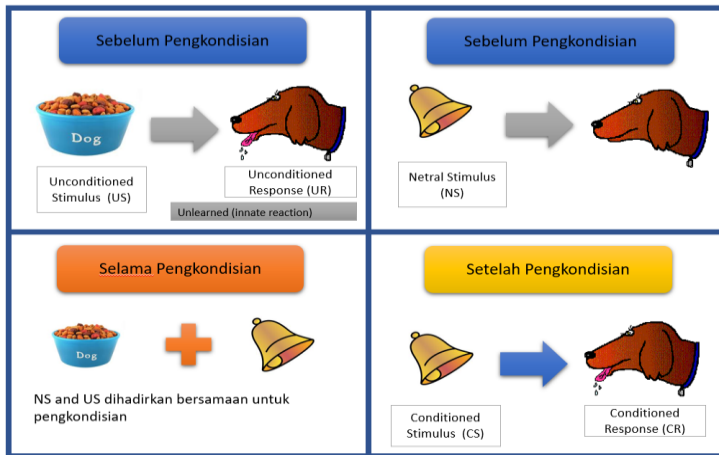 Sebelum Pengkondisian
Dog
Unconditioned
Stimulus (US)
Unconditioned
Response (UR)
Unlearned (innate reaction)
Sebelum Pengkondisian
Netral Stimulus
(NS)
Selama Pengkondisian
Dog
NS and US dihadirkan bersamaan untuk
pengkondisian
Setelah Pengkondisian
Conditioned
Stimulus (CS)
Conditioned
Response (CR)